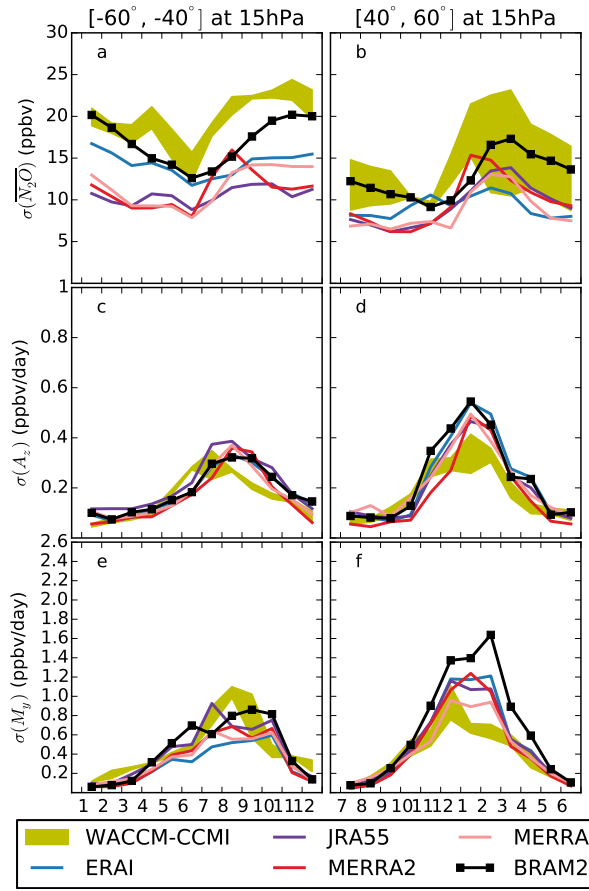 [-60°, -40°] at 15hPa [40°, 60°] at 15hPa
a b
30
25
20
15
10
5
σ(N₂O) (ppbv)
c d
1
0.8
0.6
0.4
0.2
σ(A_z) (ppbv/day)
e f
2.6
2.4
2.2
2.0
1.8
1.6
1.4
1.2
1.0
0.8
0.6
0.4
0.2
σ(M_y) (ppbv/day)
1 2 3 4 5 6 7 8 9 10 11 12 7 8 9 10 11 12 1 2 3 4 5 6
WACCM-CCMI JRA55 MERRA
ERAI MERRA2 BRAM2